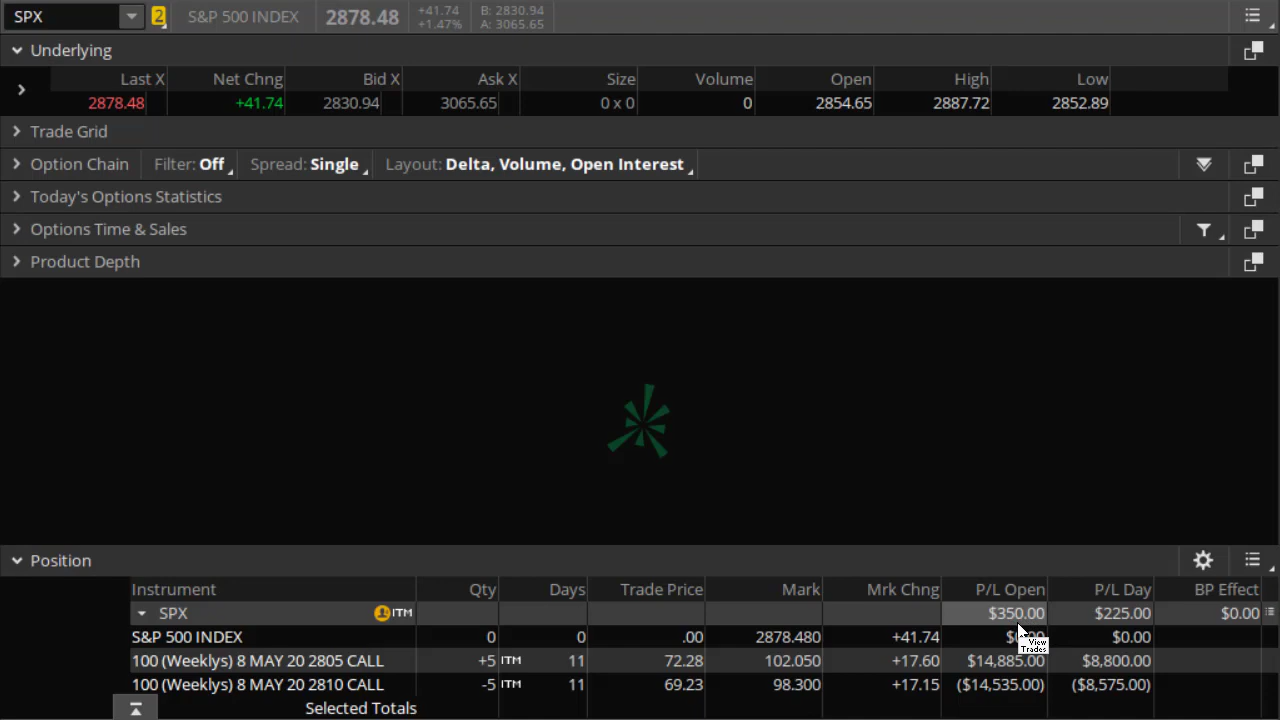 SPX 2 S&P 500 INDEX 2878.48 +41.74 +1.47% B: 2830.94 A: 3065.65
Underlying
Last X Net Chng Bid X Ask X Size Volume Open High Low
2878.48 +41.74 2830.94 3065.65 0 x 0 0 2854.65 2887.72 2852.89
Trade Grid
Option Chain Filter: Off Spread: Single Layout: Delta, Volume, Open Interest
Today's Options Statistics
Options Time & Sales
Product Depth
Position
Instrument Qty Days Trade Price Mark Mrk Chng P/L Open P/L Day BP Effect
SPX ITM $350.00 $225.00 $0.00
S&P 500 INDEX 0 0 .00 2878.480 +41.74 $0.00
View Trades
100 (Weeklys) 8 MAY 20 2805 CALL +5 ITM 11 72.28 102.050 +17.60 $14,885.00 $8,800.00
100 (Weeklys) 8 MAY 20 2810 CALL -5 ITM 11 69.23 98.300 +17.15 ($14,535.00) ($8,575.00)
Selected Totals